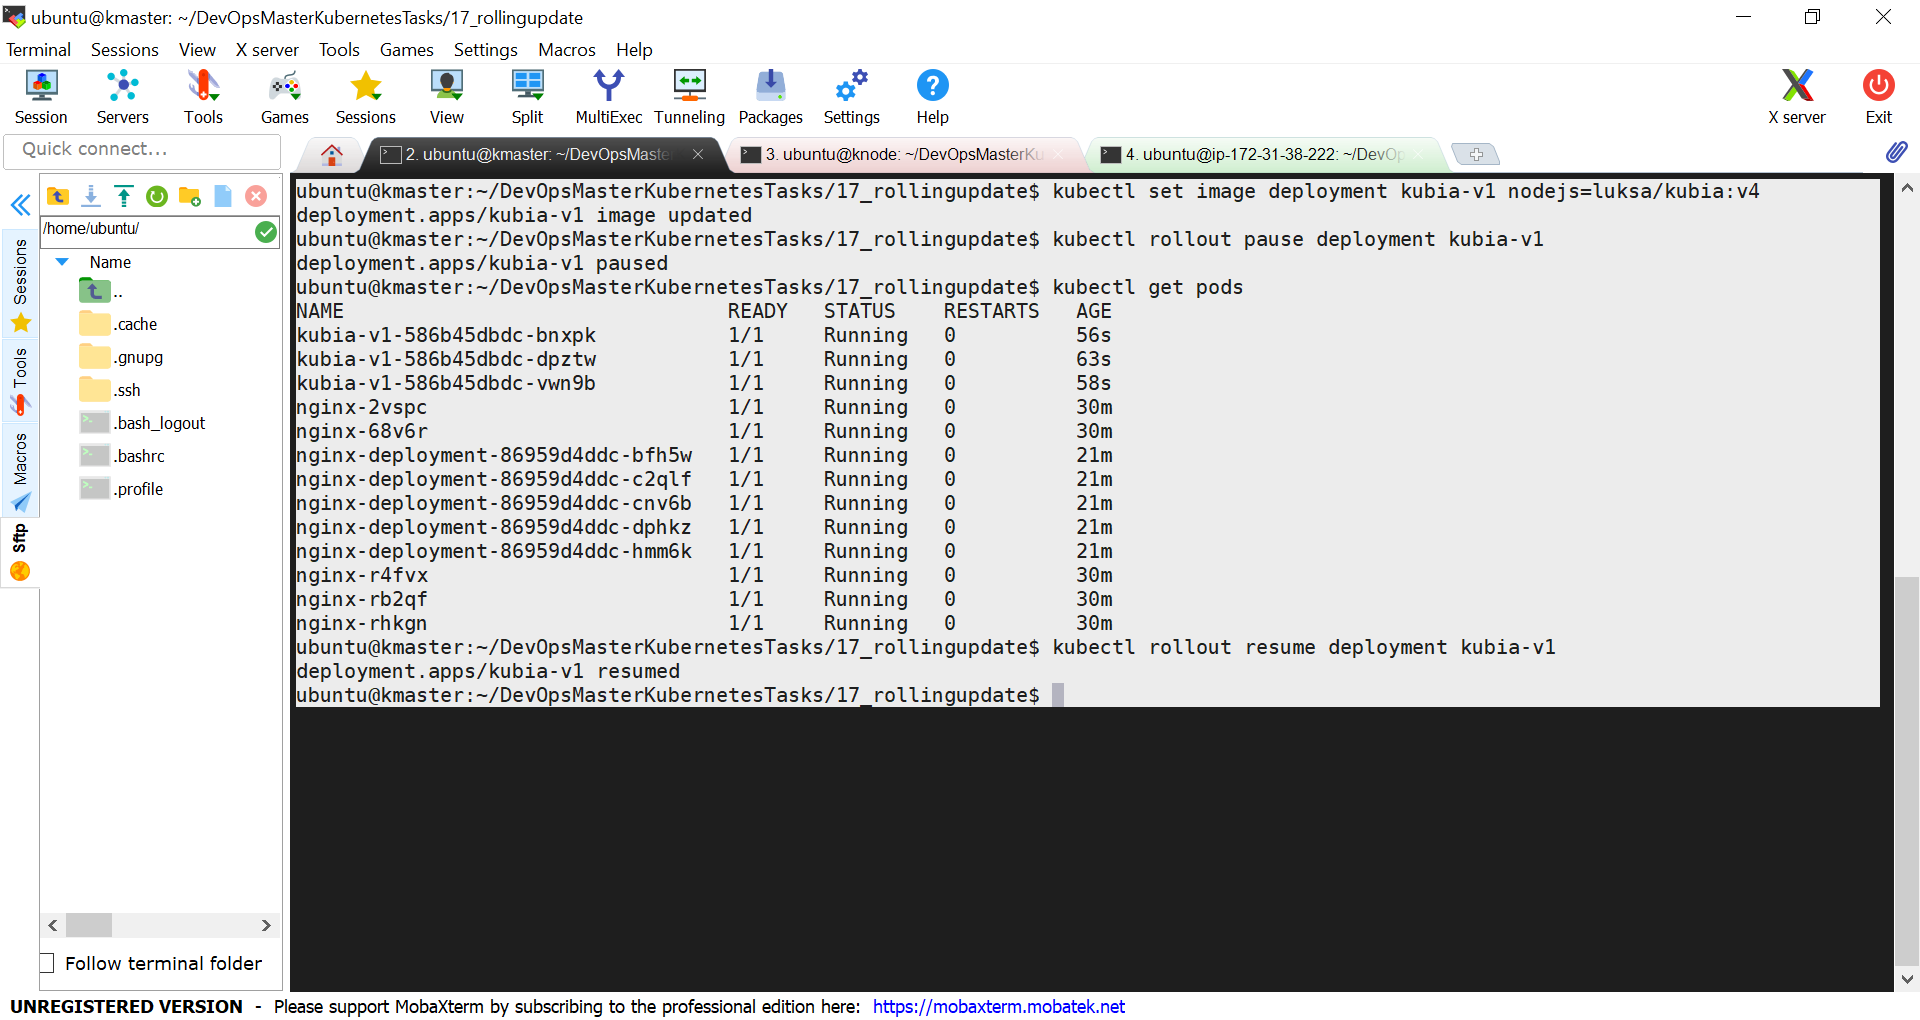 ubuntu@kmaster: ~/DevOpsMasterKubernetesTasks/17_rollingupdate
Terminal Sessions View X server Tools Games Settings Macros Help
Session Servers Tools Games Sessions View Split MultiExec Tunneling Packages Settings Help X server Exit
Quick connect...
2. ubuntu@kmaster: ~/DevOpsMaste
3. ubuntu@knode: ~/DevOpsMasterKu
4. ubuntu@ip-172-31-38-222: ~/DevOp
/home/ubuntu/
Name
..
.cache
.gnupg
.ssh
.bash_logout
.bashrc
.profile
Sessions
Tools
Macros
Sftp
Follow terminal folder
ubuntu@kmaster:~/DevOpsMasterKubernetesTasks/17_rollingupdate$ kubectl set image deployment kubia-v1 nodejs=luksa/kubia:v4
deployment.apps/kubia-v1 image updated
ubuntu@kmaster:~/DevOpsMasterKubernetesTasks/17_rollingupdate$ kubectl rollout pause deployment kubia-v1
deployment.apps/kubia-v1 paused
ubuntu@kmaster:~/DevOpsMasterKubernetesTasks/17_rollingupdate$ kubectl get pods
NAME READY STATUS RESTARTS AGE
kubia-v1-586b45dbdc-bnxpk 1/1 Running 0 56s
kubia-v1-586b45dbdc-dpztw 1/1 Running 0 63s
kubia-v1-586b45dbdc-vwn9b 1/1 Running 0 58s
nginx-2vspc 1/1 Running 0 30m
nginx-68v6r 1/1 Running 0 30m
nginx-deployment-86959d4ddc-bfh5w 1/1 Running 0 21m
nginx-deployment-86959d4ddc-c2qlf 1/1 Running 0 21m
nginx-deployment-86959d4ddc-cnv6b 1/1 Running 0 21m
nginx-deployment-86959d4ddc-dphkz 1/1 Running 0 21m
nginx-deployment-86959d4ddc-hmm6k 1/1 Running 0 21m
nginx-r4fvx 1/1 Running 0 30m
nginx-rb2qf 1/1 Running 0 30m
nginx-rhkgn 1/1 Running 0 30m
ubuntu@kmaster:~/DevOpsMasterKubernetesTasks/17_rollingupdate$ kubectl rollout resume deployment kubia-v1
deployment.apps/kubia-v1 resumed
ubuntu@kmaster:~/DevOpsMasterKubernetesTasks/17_rollingupdate$
UNREGISTERED VERSION - Please support MobaXterm by subscribing to the professional edition here: https://mobaxterm.mobatek.net